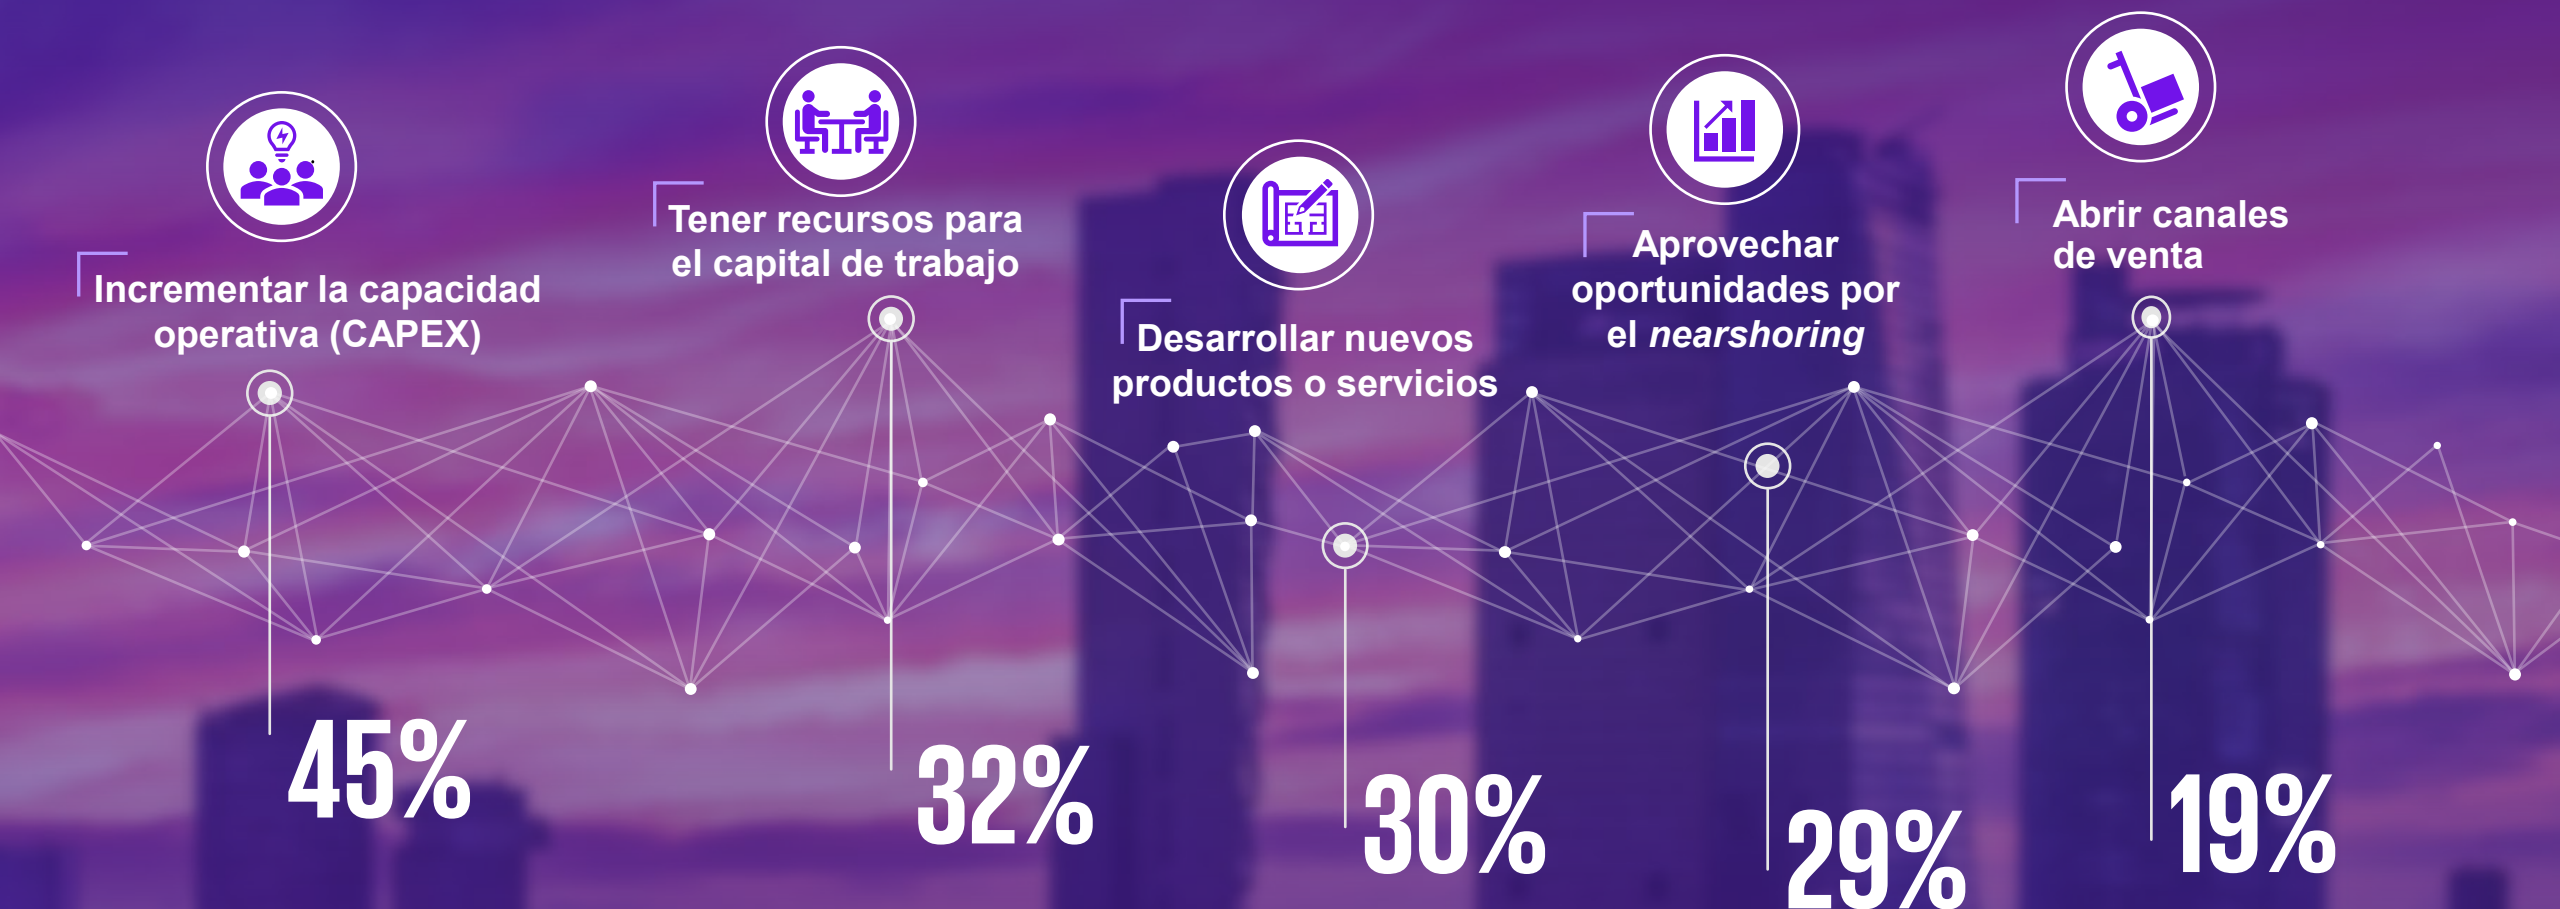 Incrementar la capacidad
operativa (CAPEX)
45%
Tener recursos para
el capital de trabajo
32%
Desarrollar nuevos
productos o servicios
30%
Aprovechar
oportunidades por
el nearshoring
29%
Abrir canales
de venta
19%